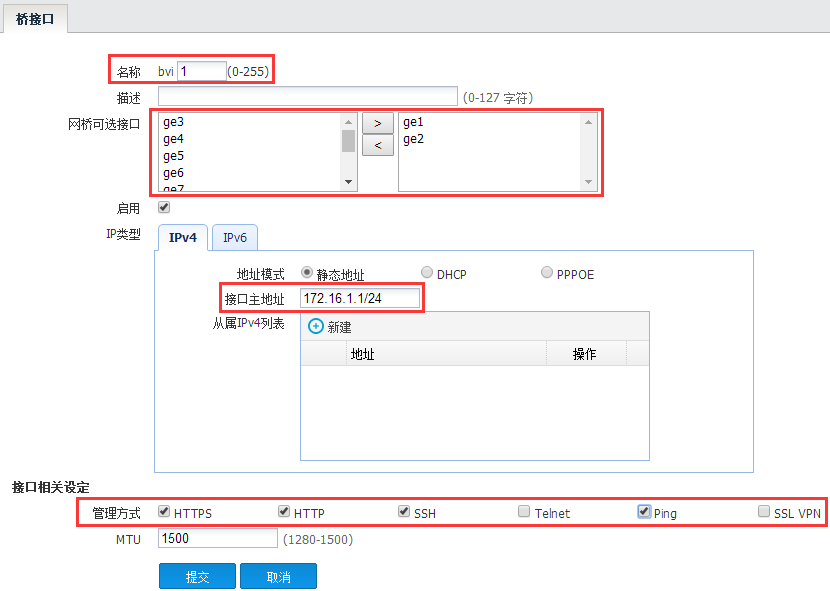 桥接口
名称 bvi 1 (0-255)
描述 (0-127 字符)
网桥可选接口 ge3 > ge1
ge4 < ge2
ge5
ge6
ge7
启用
IP类型 IPv4 IPv6
地址模式 静态地址 DHCP PPPOE
接口主地址 172.16.1.1/24
从属IPv4列表 新建
地址 操作
接口相关设定
管理方式 HTTPS HTTP SSH Telnet Ping SSL VPN
MTU 1500 (1280-1500)
提交 取消